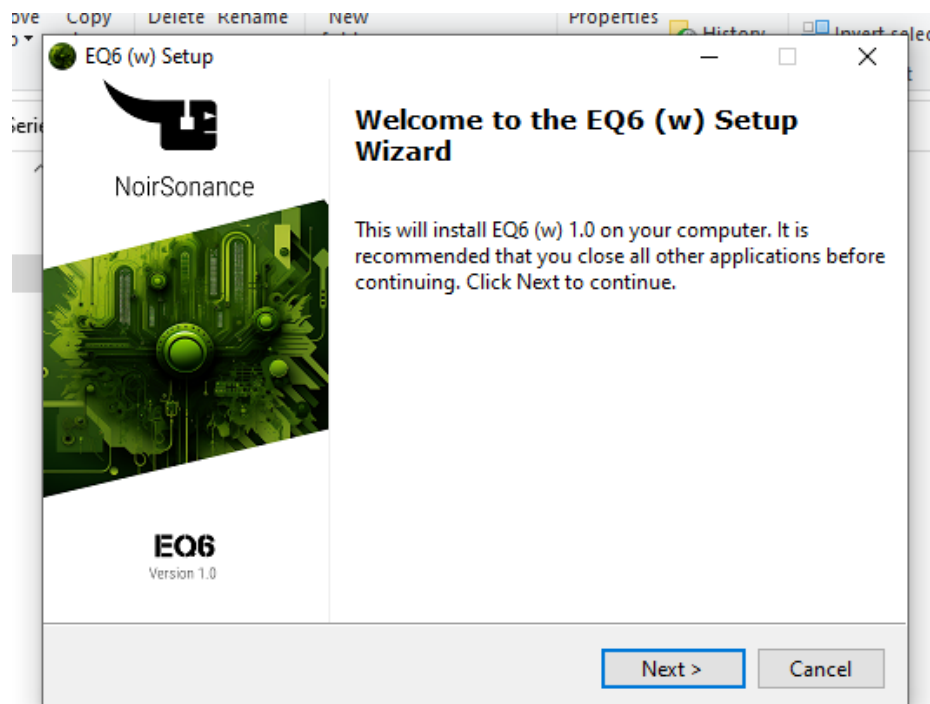 Copy
Delete Rename
New
Properties
History
EQ6 (w) Setup
NoirSonance
Welcome to the EQ6 (w) Setup
Wizard
This will install EQ6 (w) 1.0 on your computer. It is
recommended that you close all other applications before
continuing. Click Next to continue.
EQ6
Version 1.0
Next >
Cancel